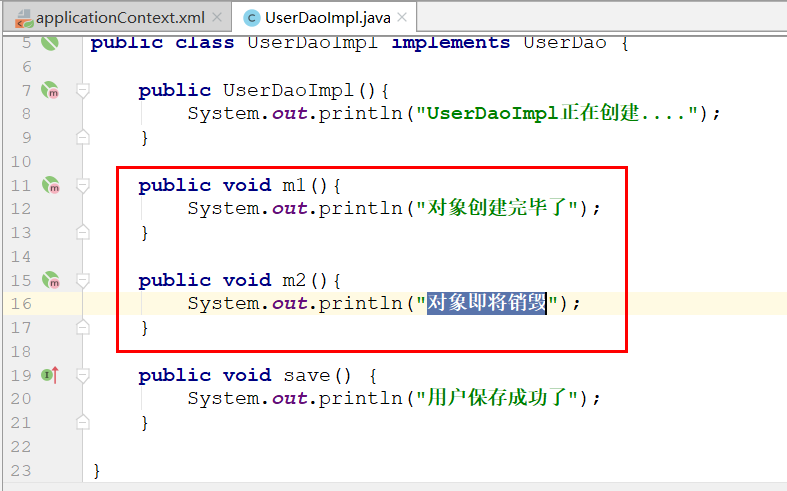 applicationContext.xml UserDaoImpl.java
5 public class UserDaoImpl implements UserDao {
6
7 public UserDaoImpl(){
8 System.out.println("UserDaoImpl正在创建....");
9 }
10
11 public void m1(){
12 System.out.println("对象创建完毕了");
13 }
14
15 public void m2(){
16 System.out.println("对象即将销毁");
17 }
18
19 public void save() {
20 System.out.println("用户保存成功了");
21 }
22
23 }